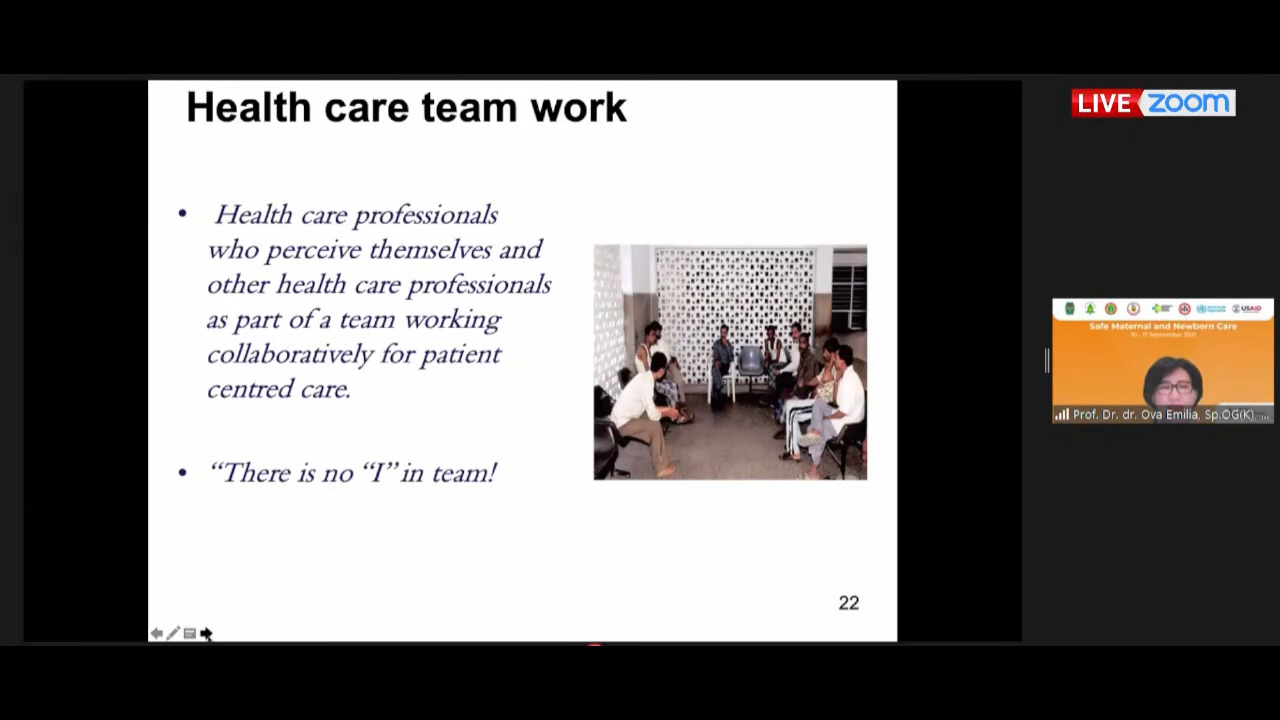 Health care team work
LIVE zoom
• Health care professionals
who perceive themselves and
other health care professionals
as part of a team working
collaboratively for patient
centred care.
• “There is no “I” in team!
22
USAID
Safe Maternal and Newborn Care
Prof. Dr. dr. Ova Emilia, Sp.OG(K), ...